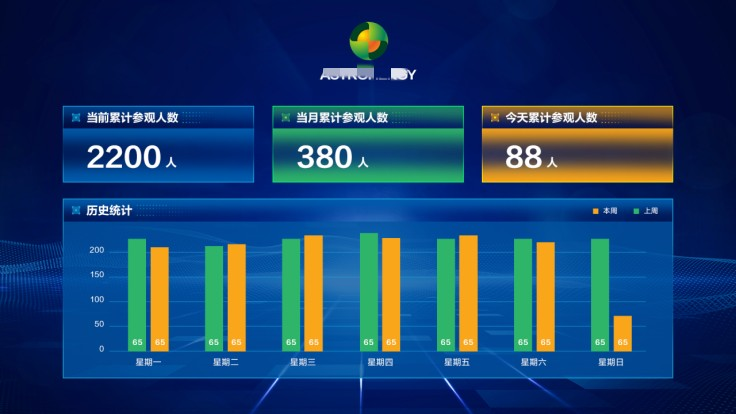 当前累计参观人数
2200 人
当月累计参观人数
380 人
今天累计参观人数
88 人
历史统计
本周 上周
200
150
100
50
0
65 65 65 65 65 65 65 65 65 65 65 65 65 65
星期一 星期二 星期三 星期四 星期五 星期六 星期日